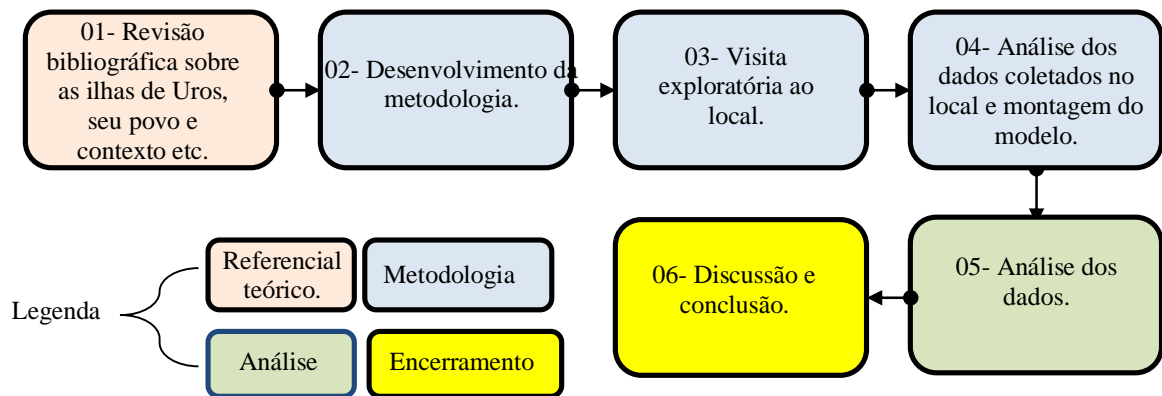 01- Revisão
bibliográfica sobre
as ilhas de Uros,
seu povo e
contexto etc.
02- Desenvolvimento da
metodologia.
03- Visita
exploratória ao
local.
04- Análise dos
dados coletados no
local e montagem do
modelo.
05- Análise dos
dados.
06- Discussão e
conclusão.
Legenda
Referencial
teórico.
Metodologia
Análise
Encerramento